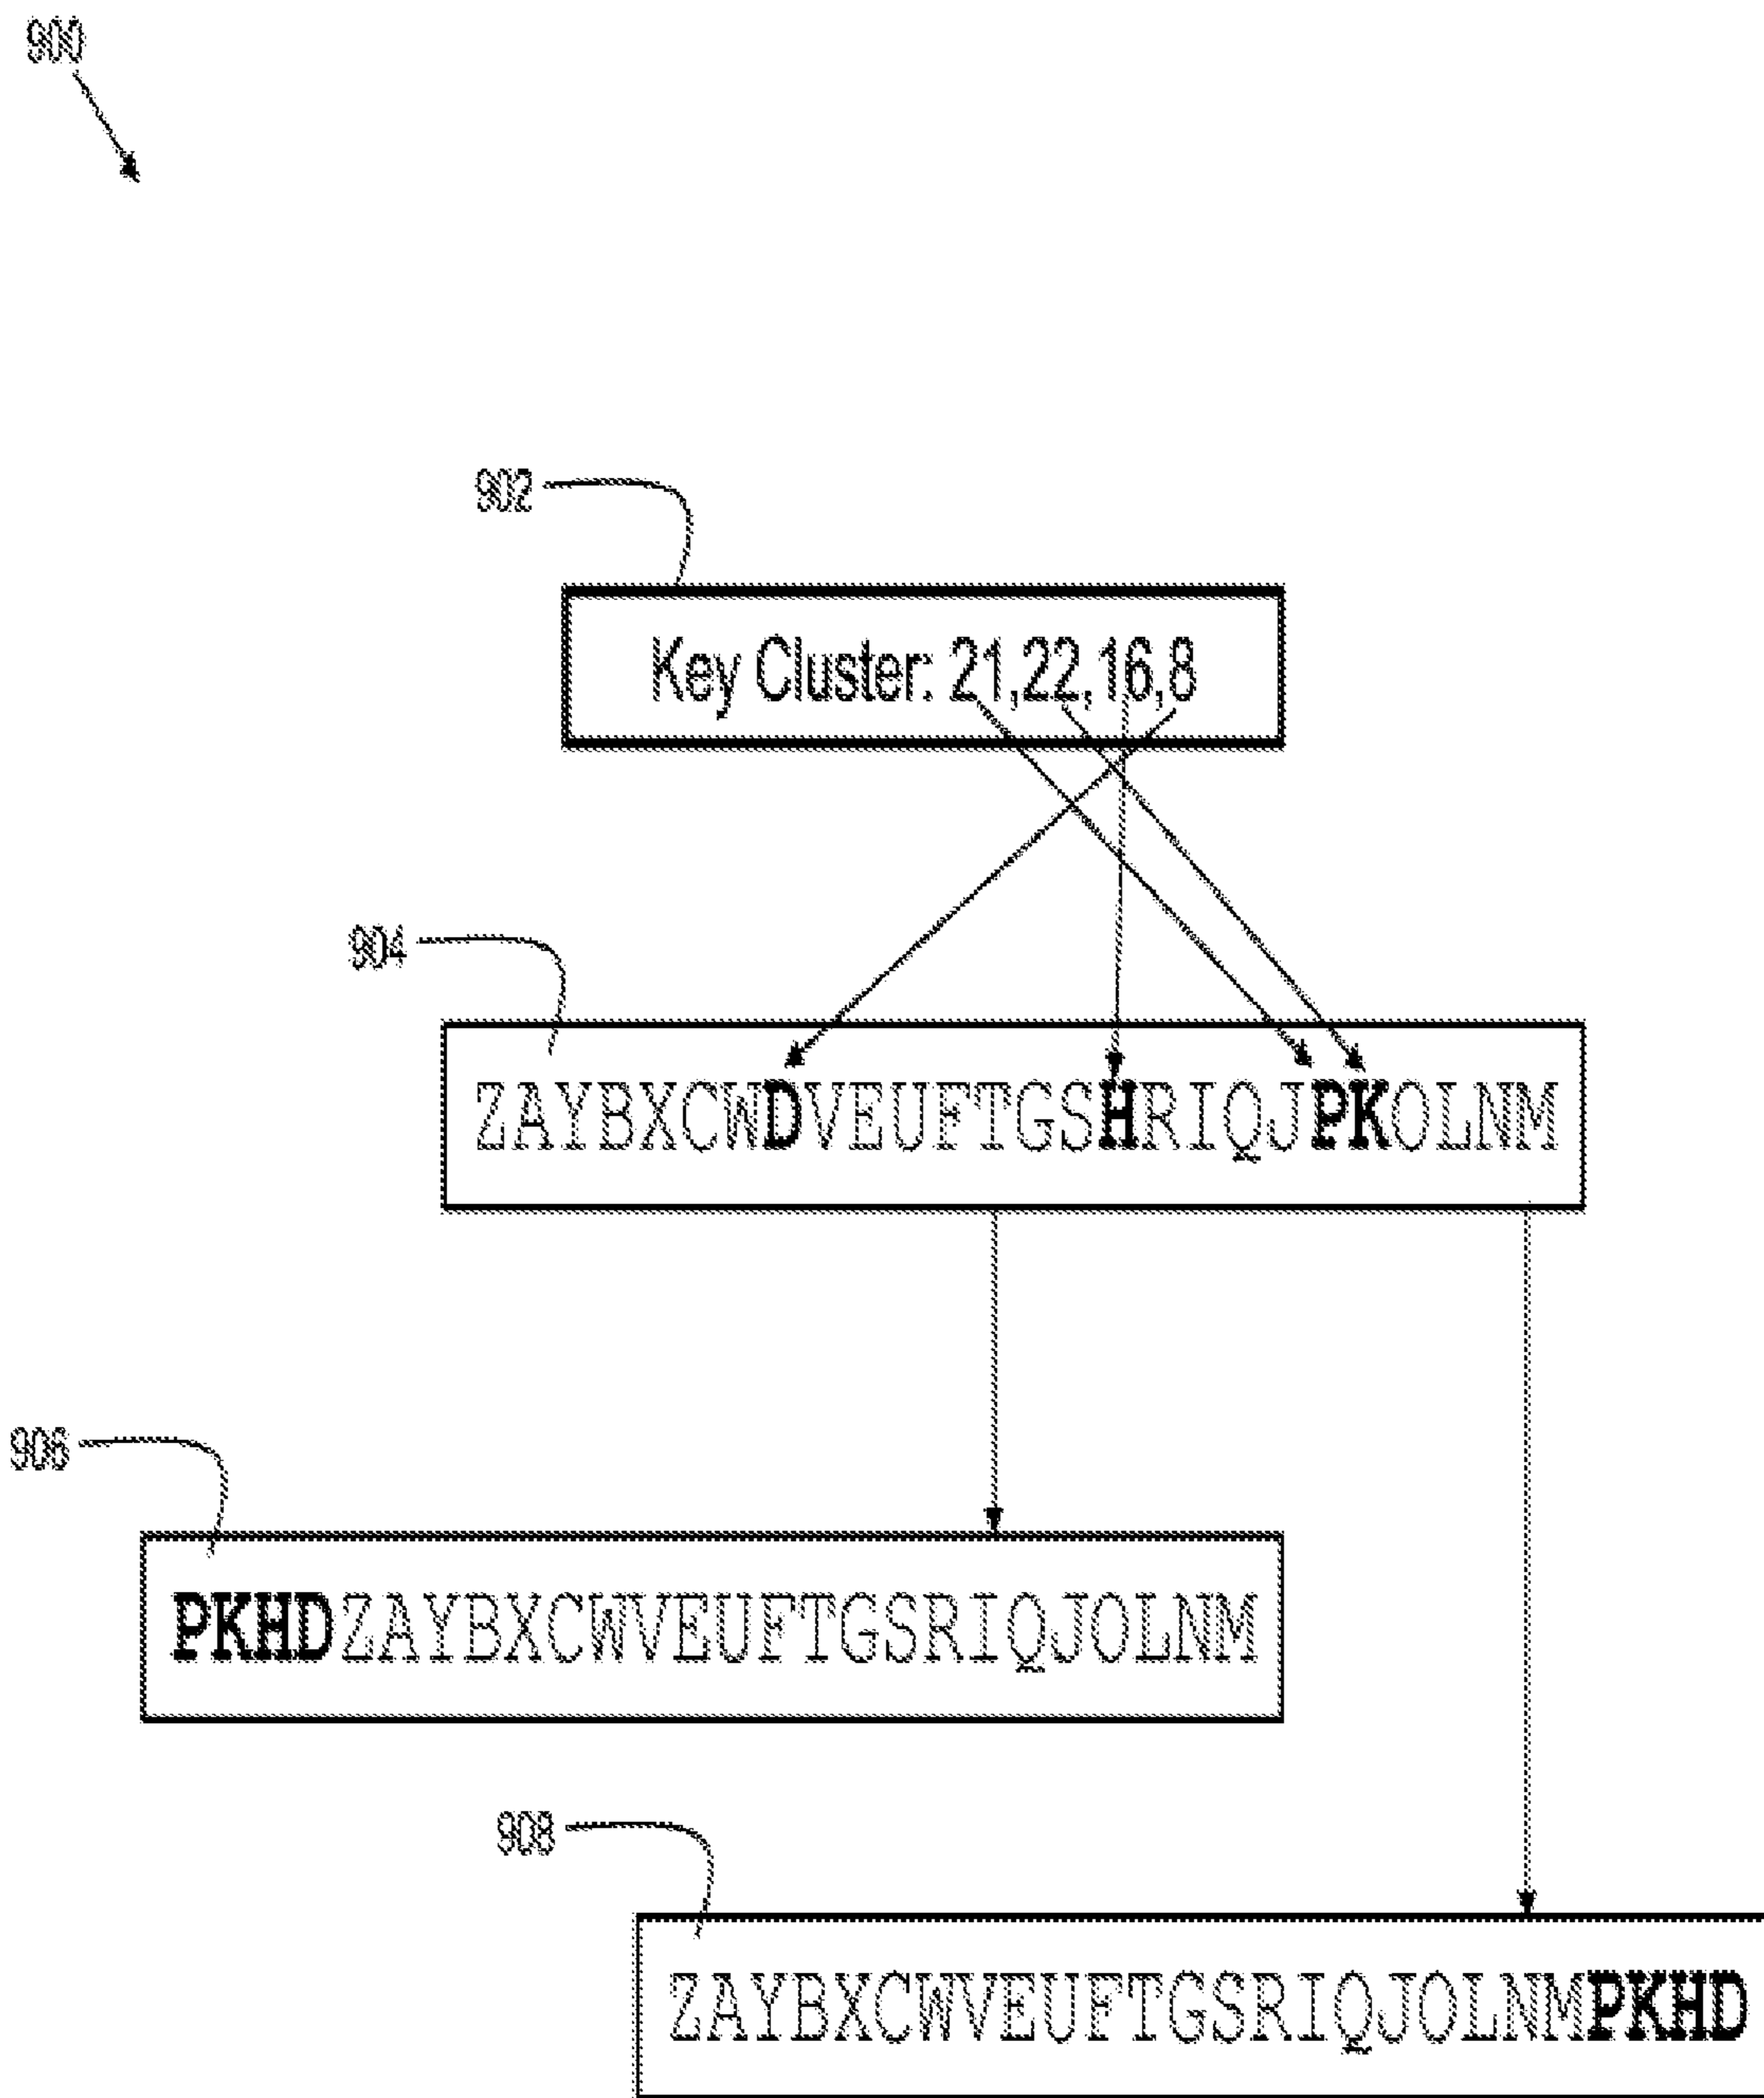 900
902
Key Cluster: 21,22,16,8
904
ZAYBXCWDVEUFTGSHRIQJPKOLNM
906
PKHDZAYBXCWVEUFTGSRIQJOLNM
908
ZAYBXCWVEUFTGSRIQJOLNMPKHD